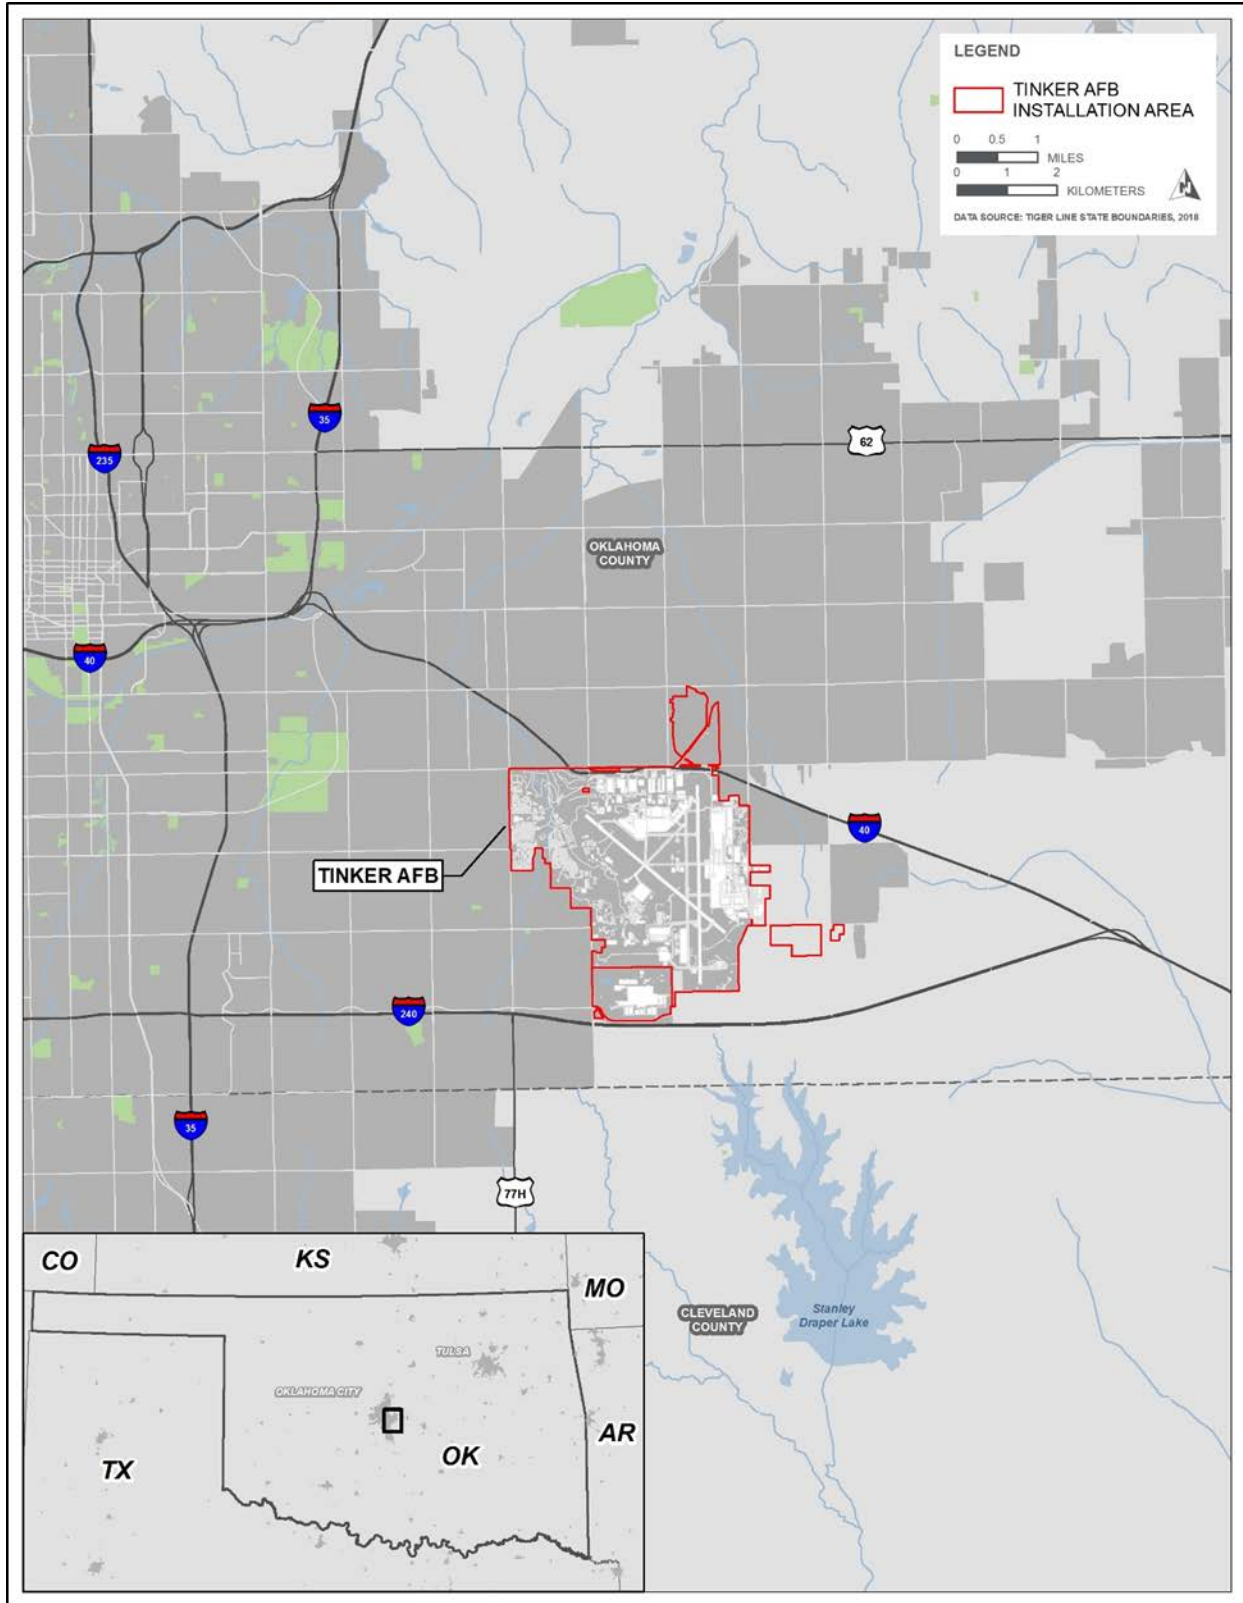 LEGEND
TINKER AFB
INSTALLATION AREA
0 0.5 1
MILES
0 1 2
KILOMETERS
N
DATA SOURCE: TIGER LINE STATE BOUNDARIES, 2018
35
62
235
OKLAHOMA
COUNTY
40
40
TINKER AFB
240
35
77H
CLEVELAND
COUNTY
Stanley
Draper Lake
CO
KS
MO
TULSA
OKLAHOMA CITY
AR
OK
TX